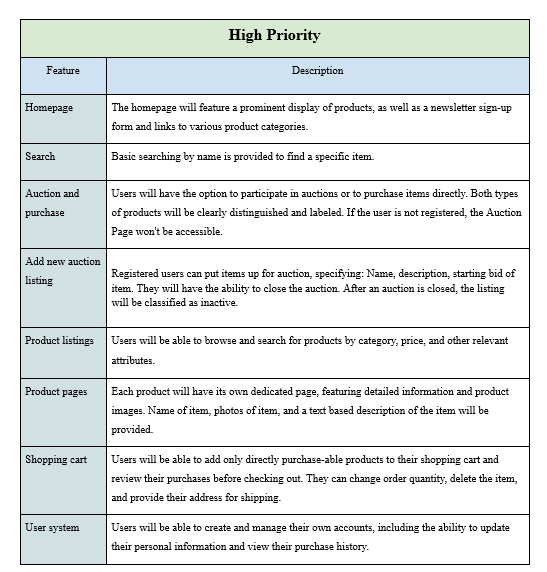 High Priority
Feature
Description
Homepage
The homepage will feature a prominent display of products, as well as a newsletter sign-up
form and links to various product categories.
Search
Basic searching by name is provided to find a specific item.
Auction and
purchase
Users will have the option to participate in auctions or to purchase items directly. Both types
of products will be clearly distinguished and labeled. If the user is not registered, the Auction
Page won't be accessible.
Add new auction
listing
Registered users can put items up for auction, specifying: Name, description, starting bid of
item. They will have the ability to close the auction. After an auction is closed, the listing
will be classified as inactive.
Product listings
Users will be able to browse and search for products by category, price, and other relevant
attributes.
Product pages
Each product will have its own dedicated page, featuring detailed information and product
images. Name of item, photos of item, and a text based description of the item will be
provided.
Shopping cart
Users will be able to add only directly purchase-able products to their shopping cart and
review their purchases before checking out. They can change order quantity, delete the item,
and provide their address for shipping.
User system
Users will be able to create and manage their own accounts, including the ability to update
their personal information and view their purchase history.